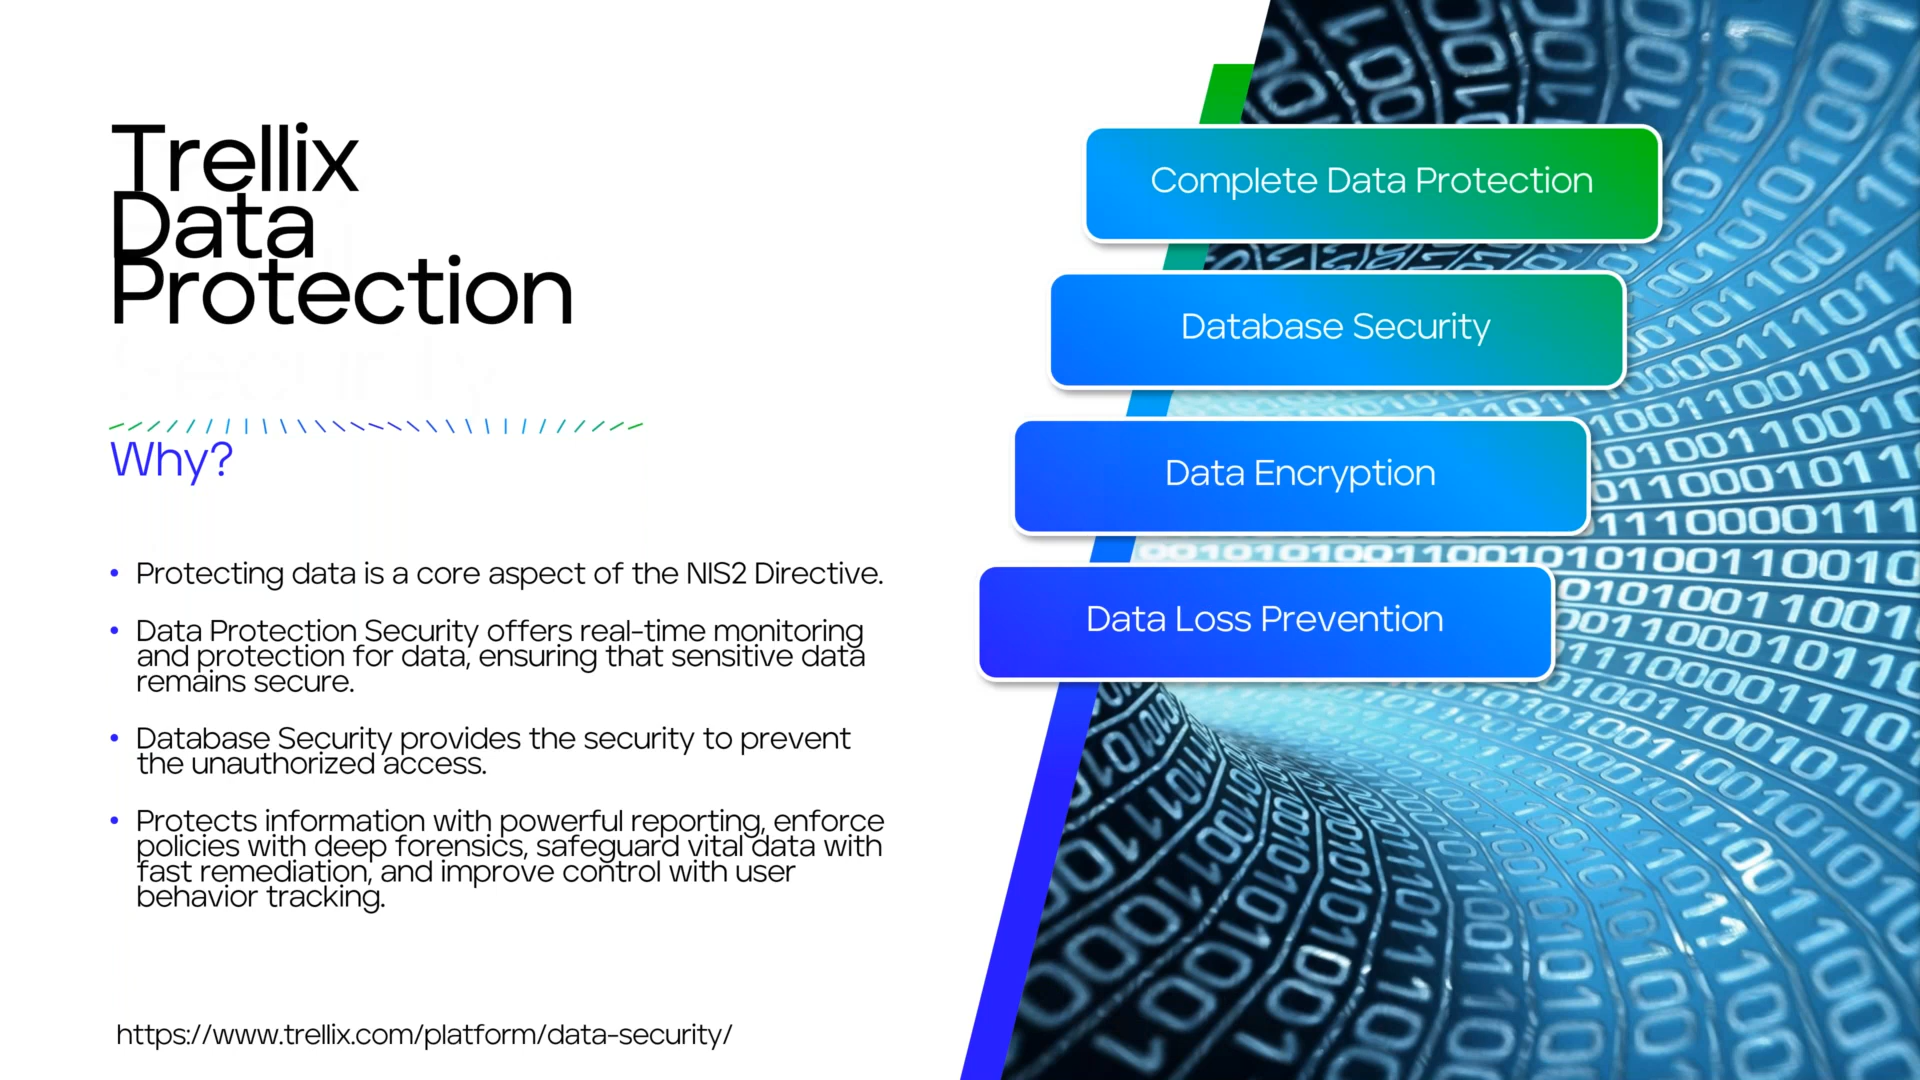 Trellix
Data
Protection
Why?
• Protecting data is a core aspect of the NIS2 Directive.
• Data Protection Security offers real-time monitoring
and protection for data, ensuring that sensitive data
remains secure.
• Database Security provides the security to prevent
the unauthorized access.
• Protects information with powerful reporting, enforce
policies with deep forensics, safeguard vital data with
fast remediation, and improve control with user
behavior tracking.
https://www.trellix.com/platform/data-security/
Complete Data Protection
Database Security
Data Encryption
Data Loss Prevention